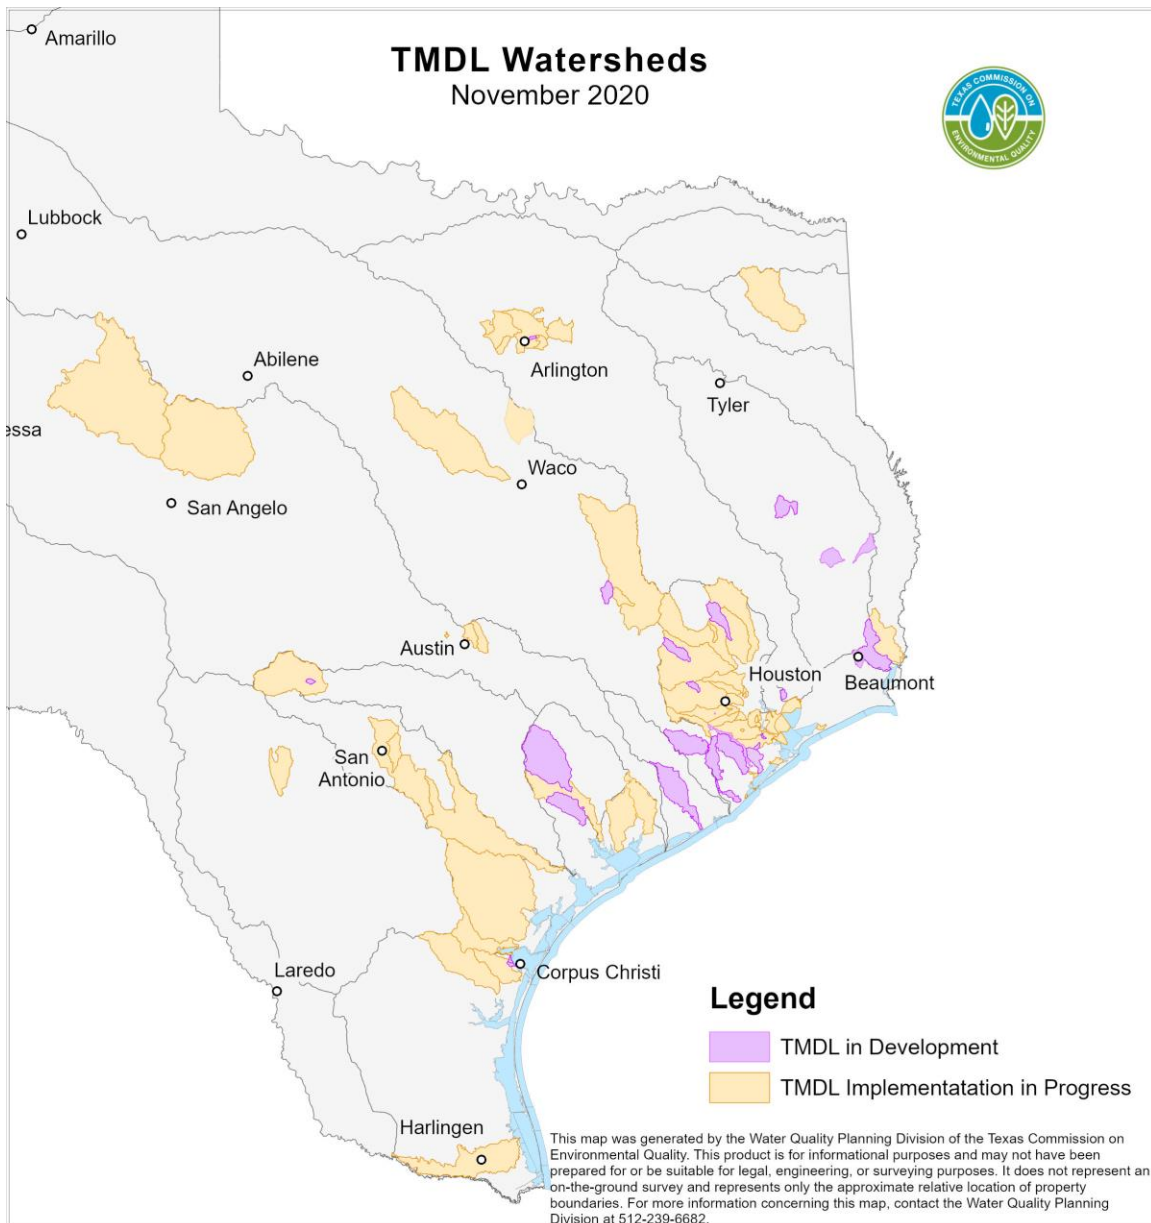 Amarillo
TMDL Watersheds
November 2020
TEXAS COMMISSION ON
ENVIRONMENTAL QUALITY
Lubbock
Abilene
Arlington
Tyler
essa
Waco
San Angelo
Austin
Houston
Beaumont
San
Antonio
Laredo
Corpus Christi
Legend
TMDL in Development
TMDL Implementatation in Progress
Harlingen
This map was generated by the Water Quality Planning Division of the Texas Commission on
Environmental Quality. This product is for informational purposes and may not have been
prepared for or be suitable for legal, engineering, or surveying purposes. It does not represent an
on-the-ground survey and represents only the approximate relative location of property
boundaries. For more information concerning this map, contact the Water Quality Planning
Division at 512-239-6682.